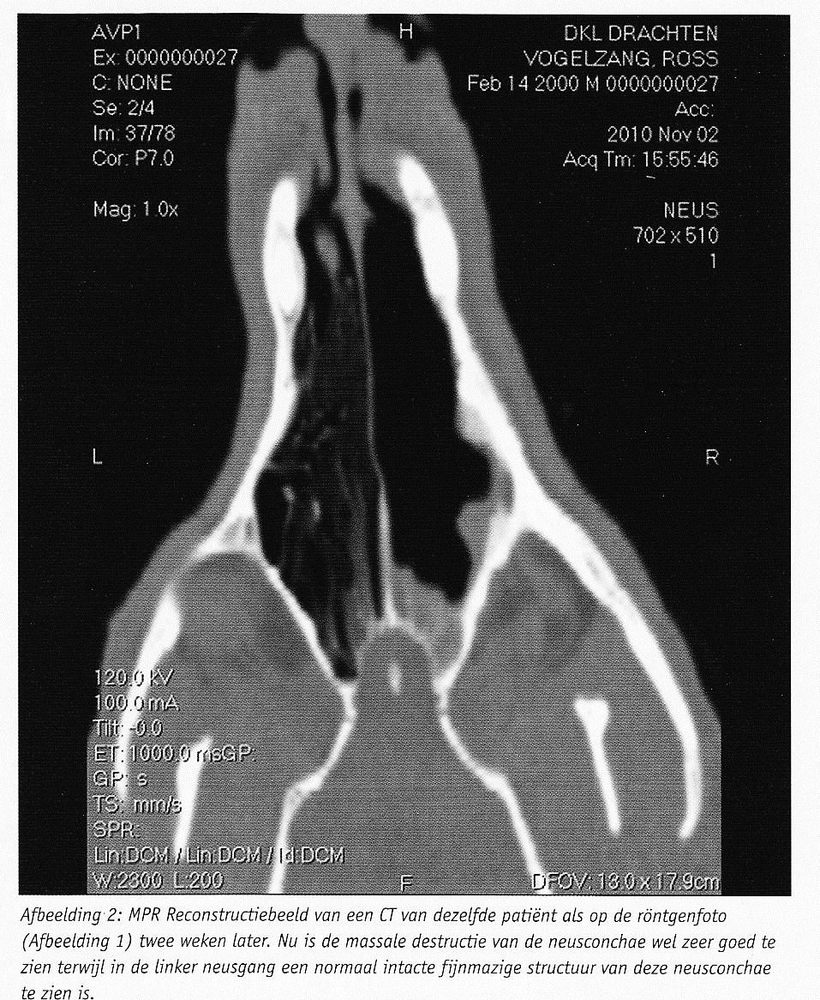 AVP1
Ex: 0000000027
C: NONE
Se: 2/4
Im: 37/78
Cor: P7.0
Mag: 1.0x
H
DKL DRACHTEN
VOGELZANG, ROSS
Feb 14 2000 M 0000000027
Acc:
2010 Nov 02
Acq Tm: 15:55:46
NEUS
702 x 510
1
L
R
120.0 kV
100.0 mA
Tilt: -0.0
ET: 1000.0 msGP:
GP: s
TS: mm/s
SPR:
Lin:DCM / Lin:DCM / Id:DCM
W:2300 L:200
F
DFOV: 13.0 x 17.9cm
Afbeelding 2: MPR Reconstructiebeeld van een CT van dezelfde patiënt als op de röntgenfoto
(Afbeelding 1) twee weken later. Nu is de massale destructie van de neusconchae wel zeer goed te
zien terwijl in de linker neusgang een normaal intacte fijnmazige structuur van deze neusconchae
te zien is.